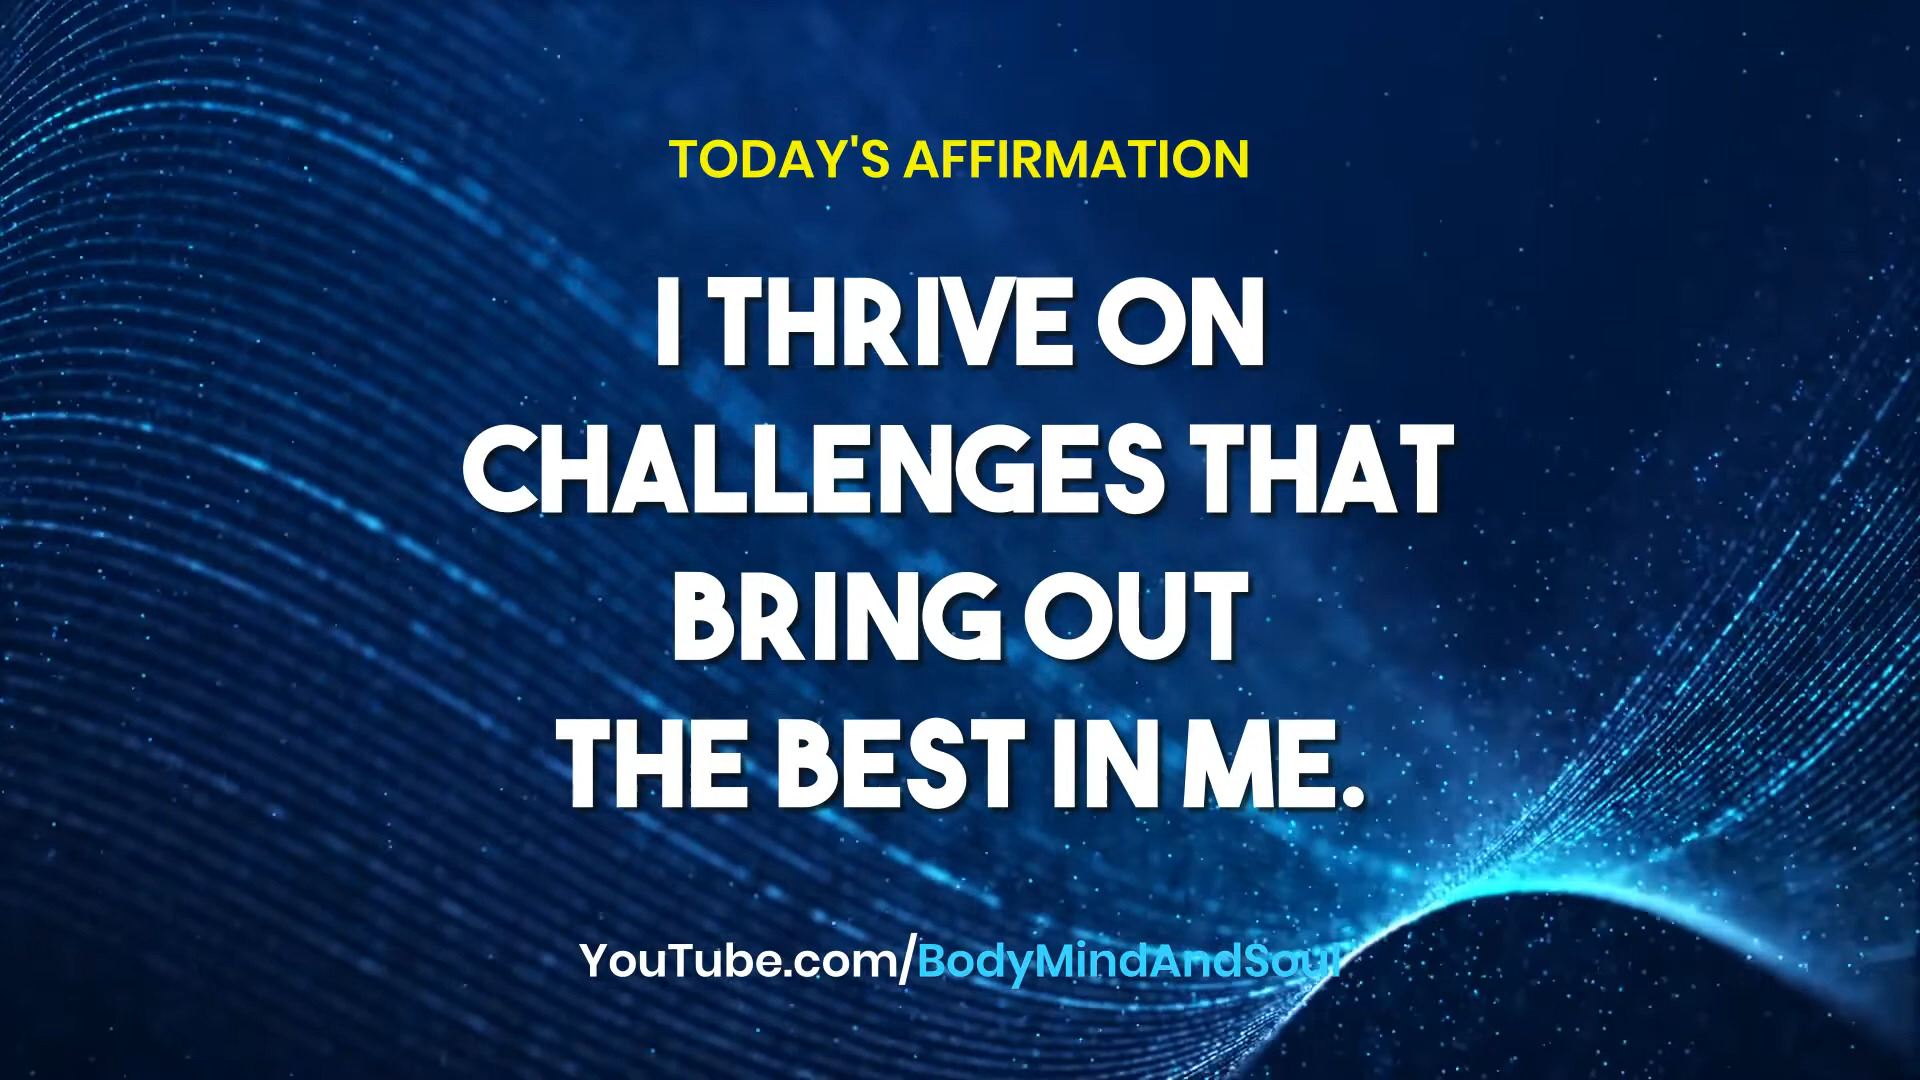 TODAY'S AFFIRMATION
I THRIVE ON
CHALLENGES THAT
BRING OUT
THE BEST IN ME.
YouTube.com/BodyMindAndSoul